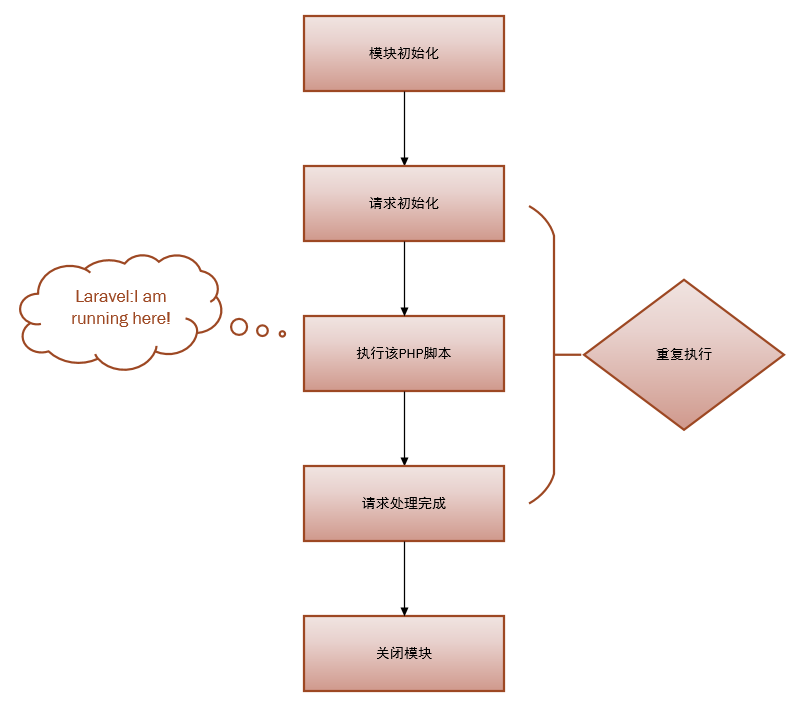 模块初始化
请求初始化
Laravel:I am
running here!
执行该PHP脚本
重复执行
请求处理完成
关闭模块